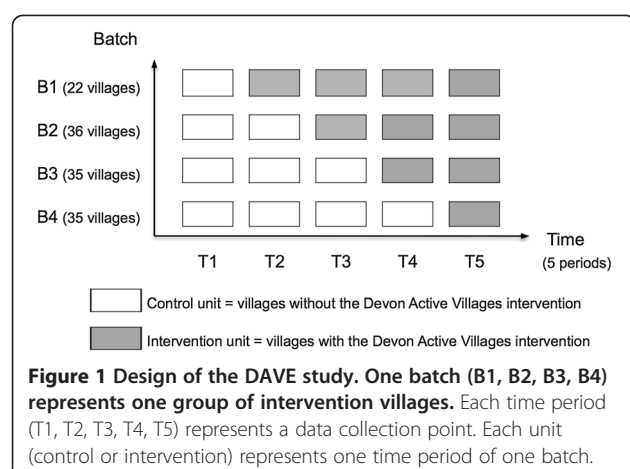 Batch
B1 (22 villages)
B2 (36 villages)
B3 (35 villages)
B4 (35 villages)
Time
(5 periods)
T1 T2 T3 T4 T5
Control unit = villages without the Devon Active Villages intervention
Intervention unit = villages with the Devon Active Villages intervention
Figure 1 Design of the DAVE study. One batch (B1, B2, B3, B4)
represents one group of intervention villages. Each time period
(T1, T2, T3, T4, T5) represents a data collection point. Each unit
(control or intervention) represents one time period of one batch.